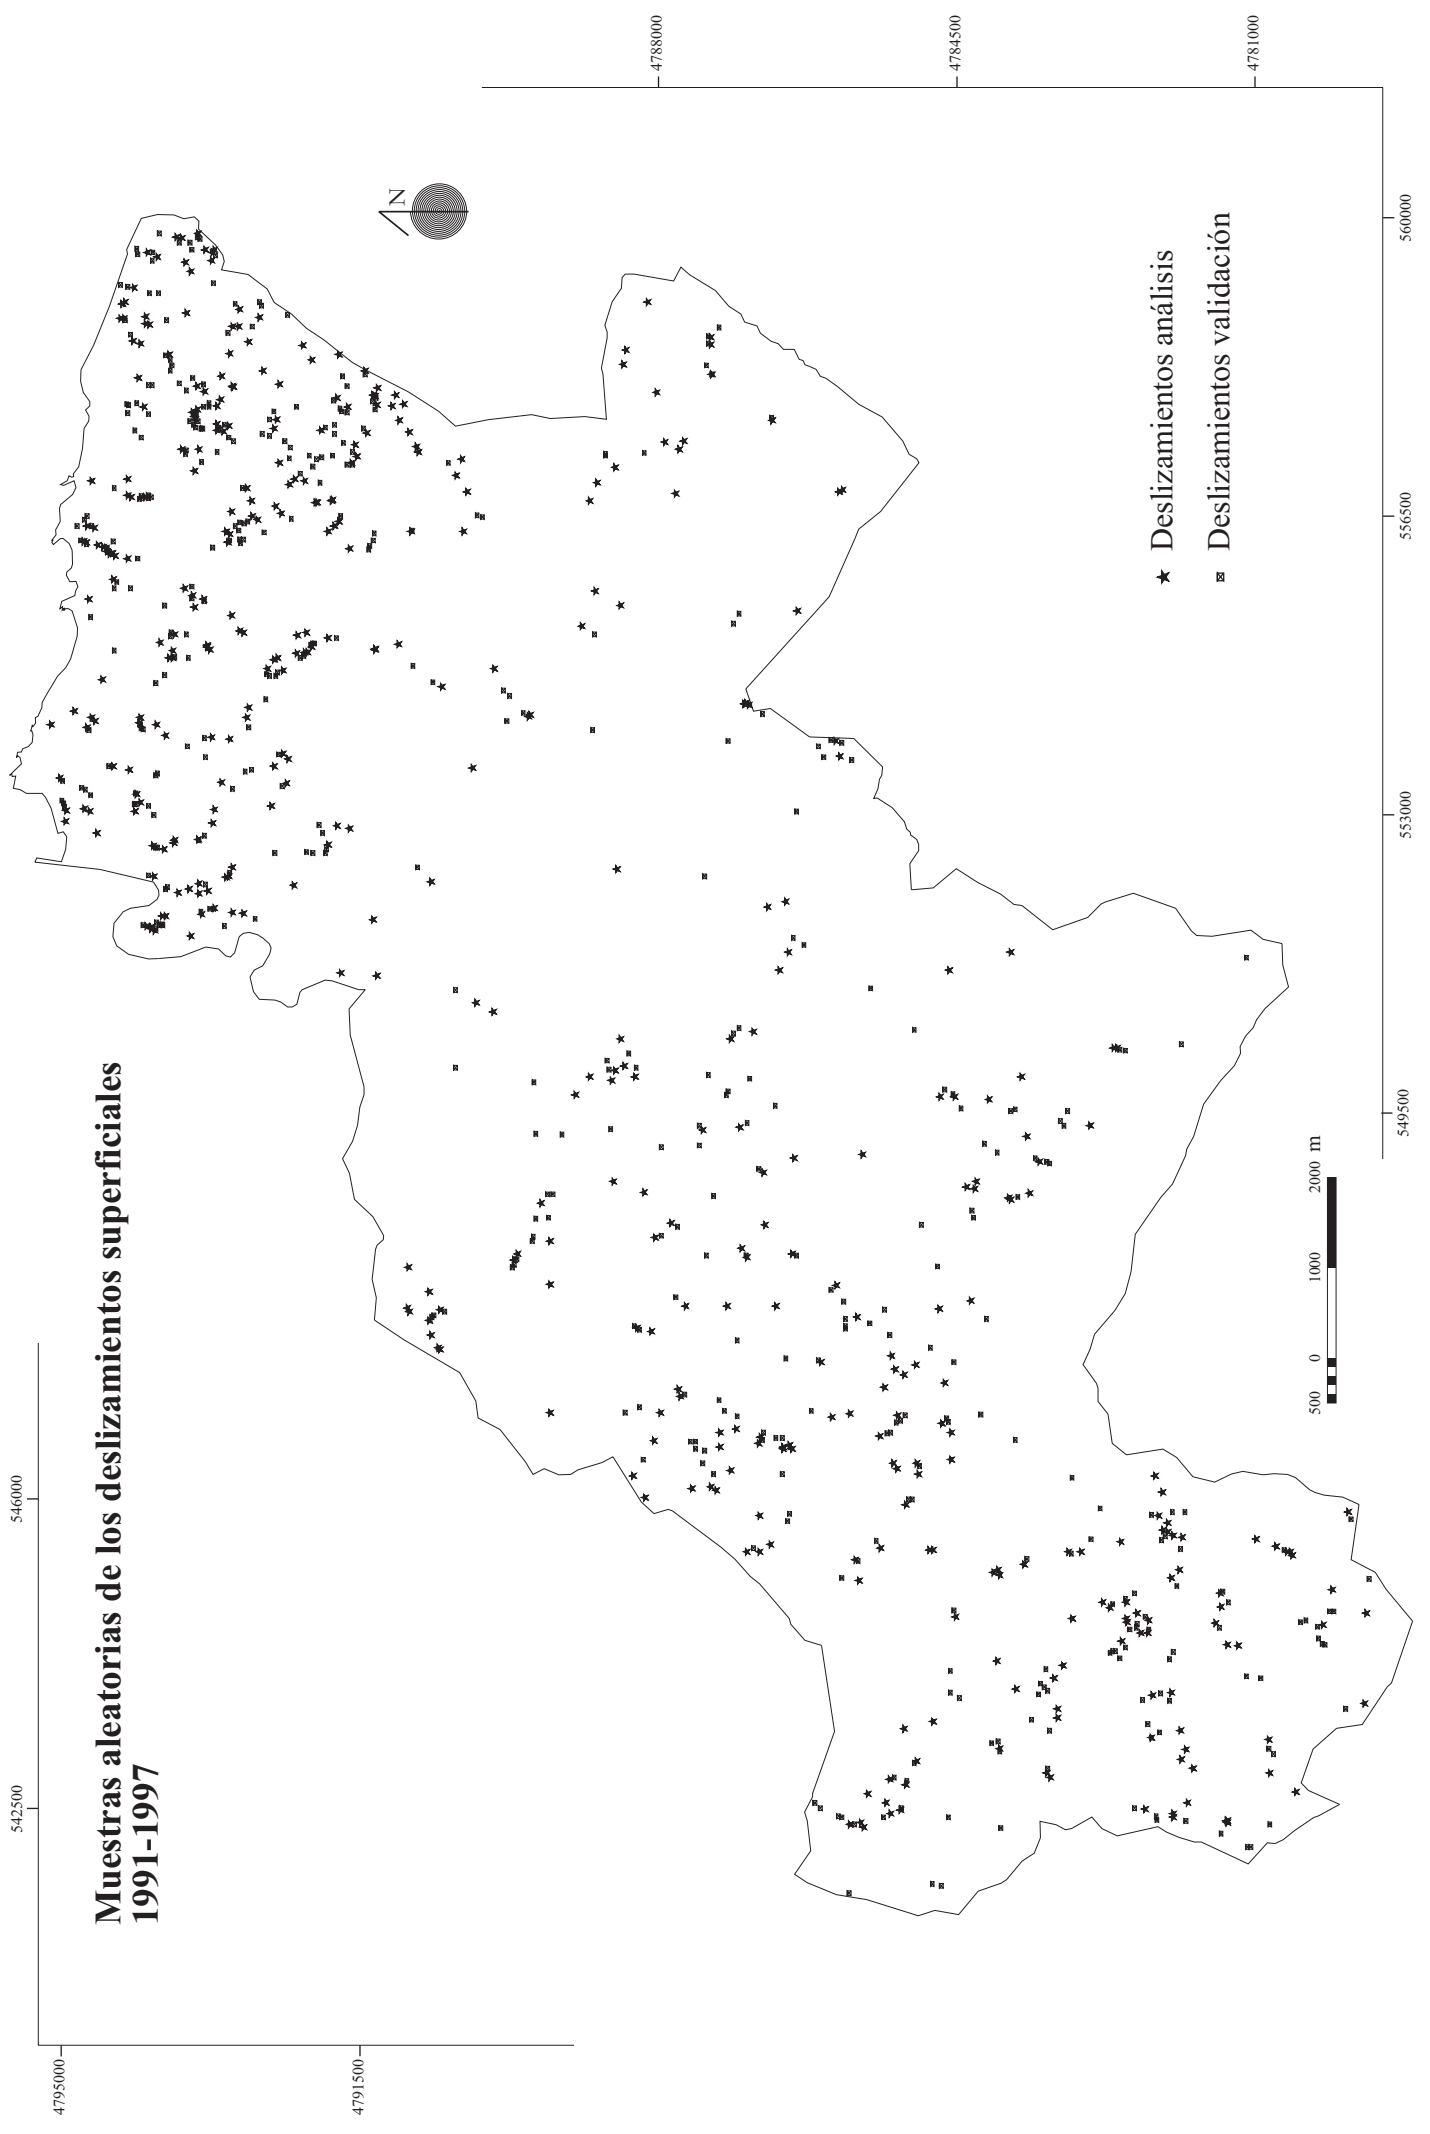 Muestras aleatorias de los deslizamientos superficiales
1991-1997
542500
546000
4795000
4791500
N
4788000
4784500
4781000
Deslizamientos análisis
Deslizamientos validación
500 0 1000 2000 m
549500
553000
556500
560000